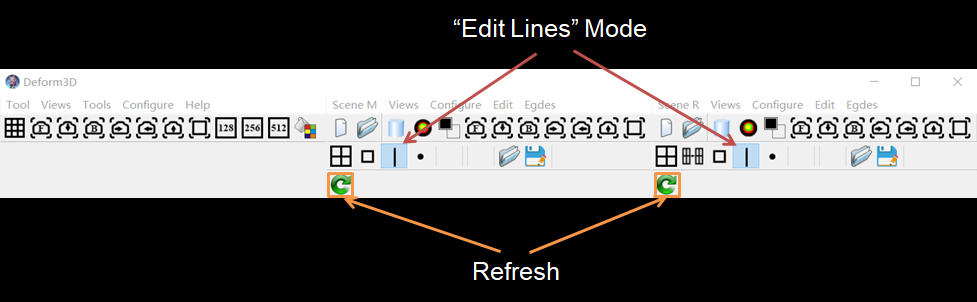 “Edit Lines” Mode
Deform3D
Tool Views Tools Configure Help
Scene M Views Configure Edit Egdes
Scene R Views Configure Edit Egdes
F B 128 256 512
F B
F B
Refresh